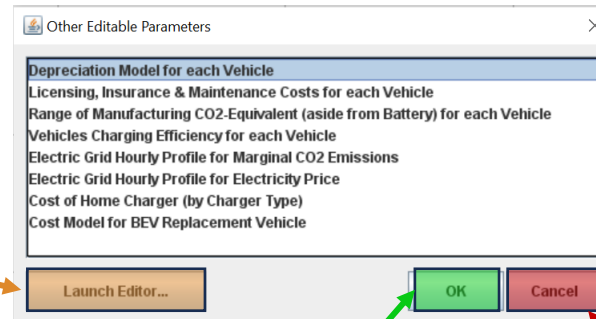 Other Editable Parameters
Depreciation Model for each Vehicle
Licensing, Insurance & Maintenance Costs for each Vehicle
Range of Manufacturing CO2-Equivalent (aside from Battery) for each Vehicle
Vehicles Charging Efficiency for each Vehicle
Electric Grid Hourly Profile for Marginal CO2 Emissions
Electric Grid Hourly Profile for Electricity Price
Cost of Home Charger (by Charger Type)
Cost Model for BEV Replacement Vehicle
Launch Editor... OK Cancel